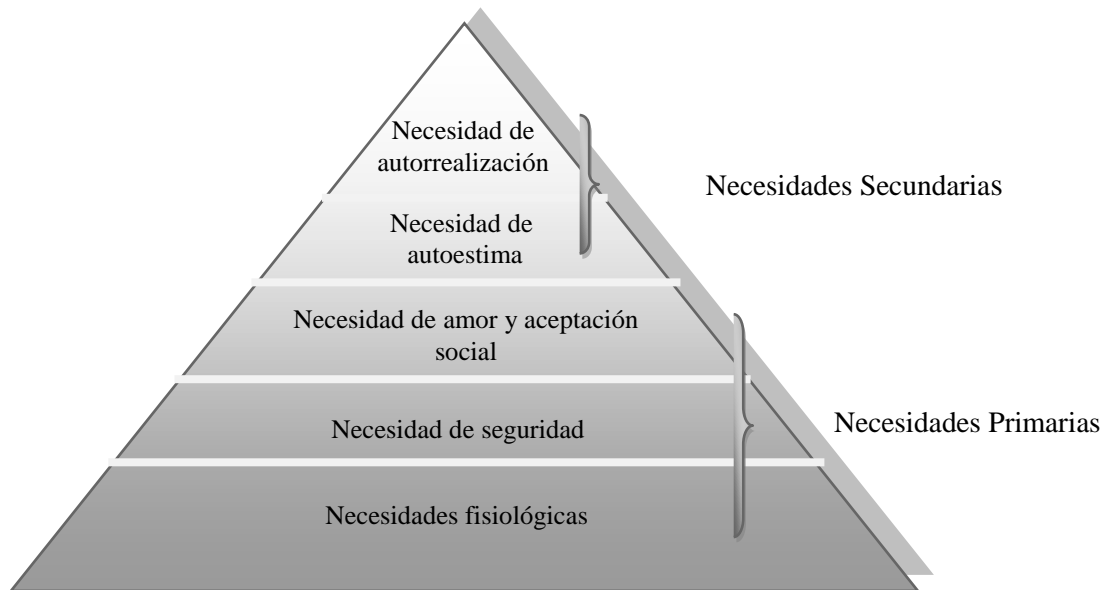 Necesidad de
autorrealización
Necesidades Secundarias
Necesidad de
autoestima
Necesidad de amor y aceptación
social
Necesidad de seguridad
Necesidades Primarias
Necesidades fisiológicas